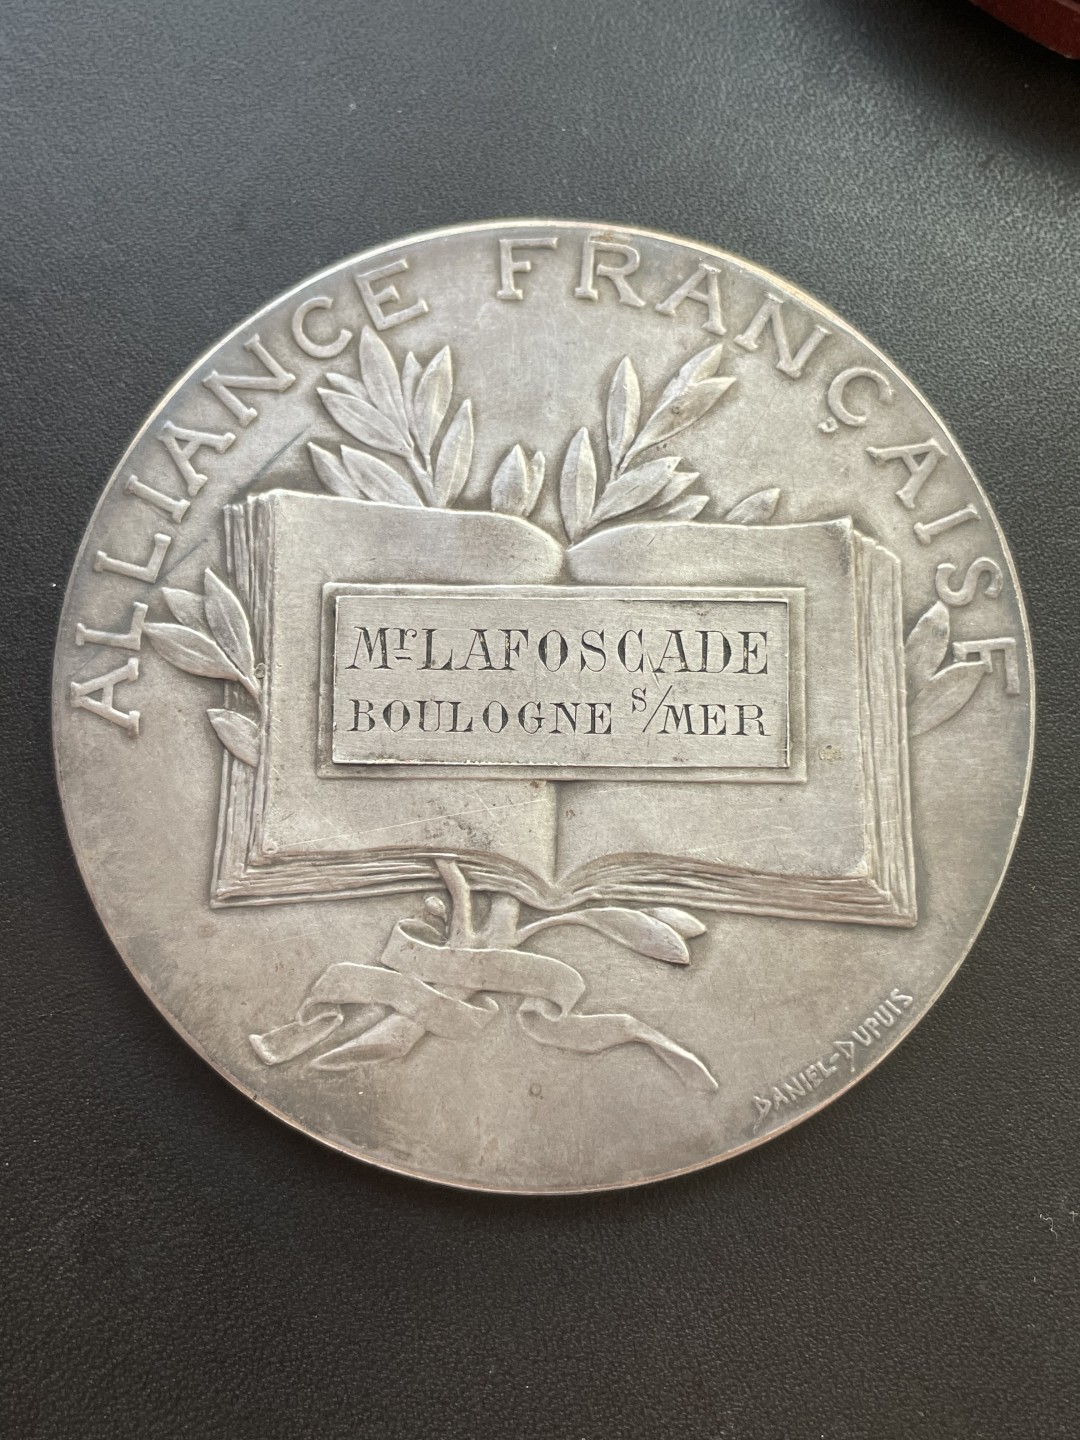 ALLIANCE FRANÇAISE
Mr LAFOSCADE
BOULOGNE S/MER
DANIEL-DUPUIS